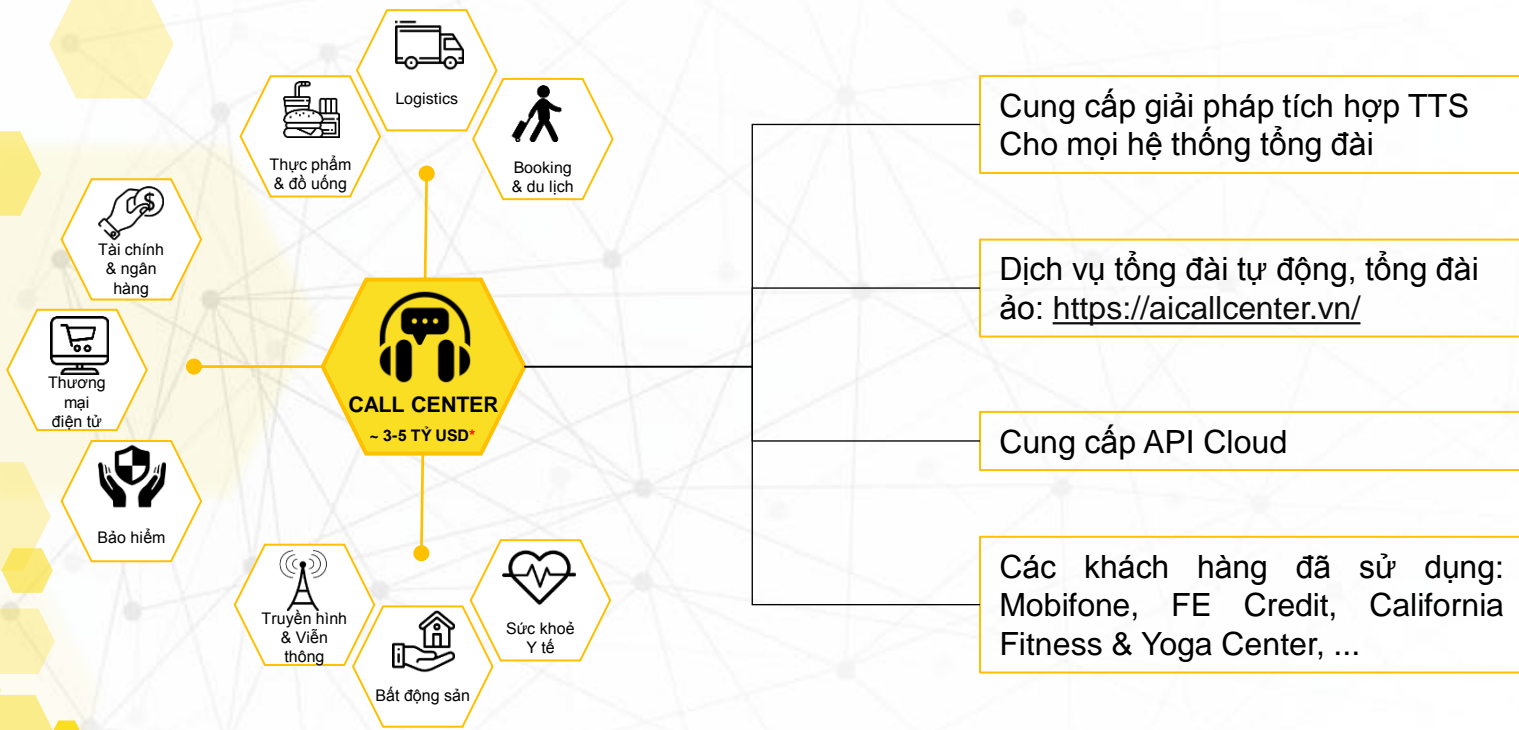 Logistics
Thực phẩm
& đồ uống
Booking
& du lịch
Tài chính
& ngân
hàng
Thương
mại
điện tử
Bảo hiểm
CALL CENTER
~ 3-5 TỶ USD*
Truyền hình
& Viễn
thông
Bất động sản
Sức khoẻ
Y tế
Cung cấp giải pháp tích hợp TTS
Cho mọi hệ thống tổng đài
Dịch vụ tổng đài tự động, tổng đài
ảo: https://aicallcenter.vn/
Cung cấp API Cloud
Các khách hàng đã sử dụng:
Mobifone, FE Credit, California
Fitness & Yoga Center, ...